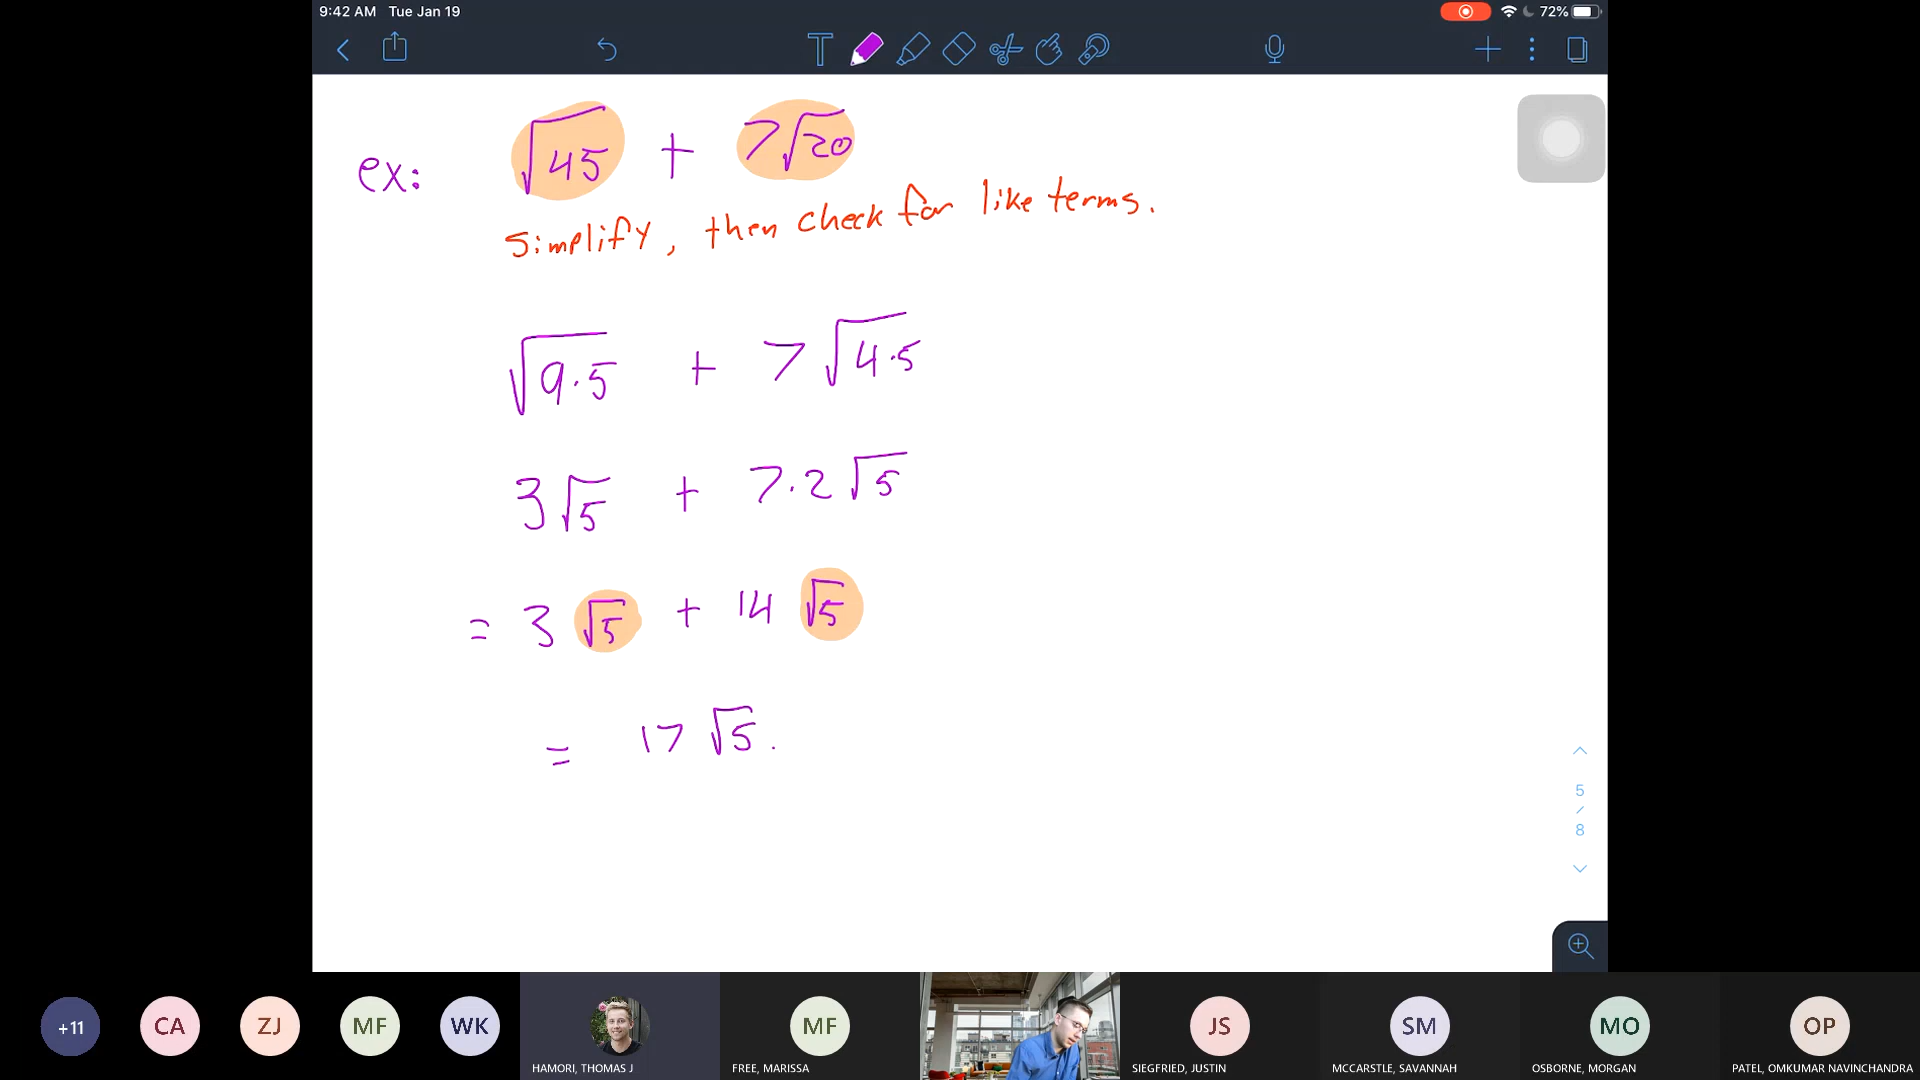 9:42 AM Tue Jan 19
72%
ex: √45 + 7√20
simplify, then check for like terms.
√9·5 + 7√4·5
3√5 + 7·2√5
= 3√5 + 14√5
= 17√5.
5
/
8
+11
CA
ZJ
MF
WK
HAMORI, THOMAS J
MF
FREE, MARISSA
JS
SIEGFRIED, JUSTIN
SM
MCCARSTLE, SAVANNAH
MO
OSBORNE, MORGAN
OP
PATEL, OMKUMAR NAVINCHANDRA